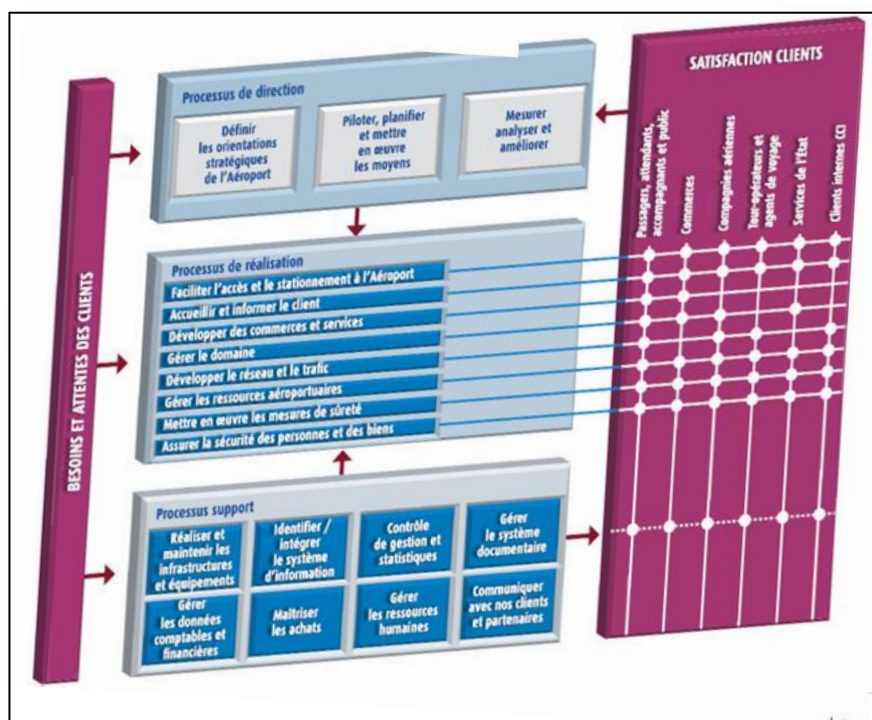 BESOINS ET ATTENTES DES CLIENTS
Processus de direction
Définir
les orientations
stratégiques
de l'Aéroport
Piloter, planifier
et mettre
en œuvre
les moyens
Mesurer
analyser et
améliorer
Processus de réalisation
Faciliter l'accès et le stationnement à l'Aéroport
Accueillir et informer le client
Développer des commerces et services
Gérer le domaine
Développer le réseau et le trafic
Gérer les ressources aéroportuaires
Mettre en œuvre les mesures de sûreté
Assurer la sécurité des personnes et des biens
Processus support
Réaliser et
maintenir les
infrastructures
et équipements
Identifier /
intégrer
le système
d'information
Contrôle
de gestion et
statistiques
Gérer
le système
documentaire
Gérer
les données
comptables et
financières
Maîtriser
les achats
Gérer
les ressources
humaines
Communiquer
avec nos clients
et partenaires
SATISFACTION CLIENTS
Passagers, attendants,
accompagnants et public
Commerces
Compagnies aériennes
Tour-opérateurs et
agents de voyage
Services de l'État
Clients internes CCI